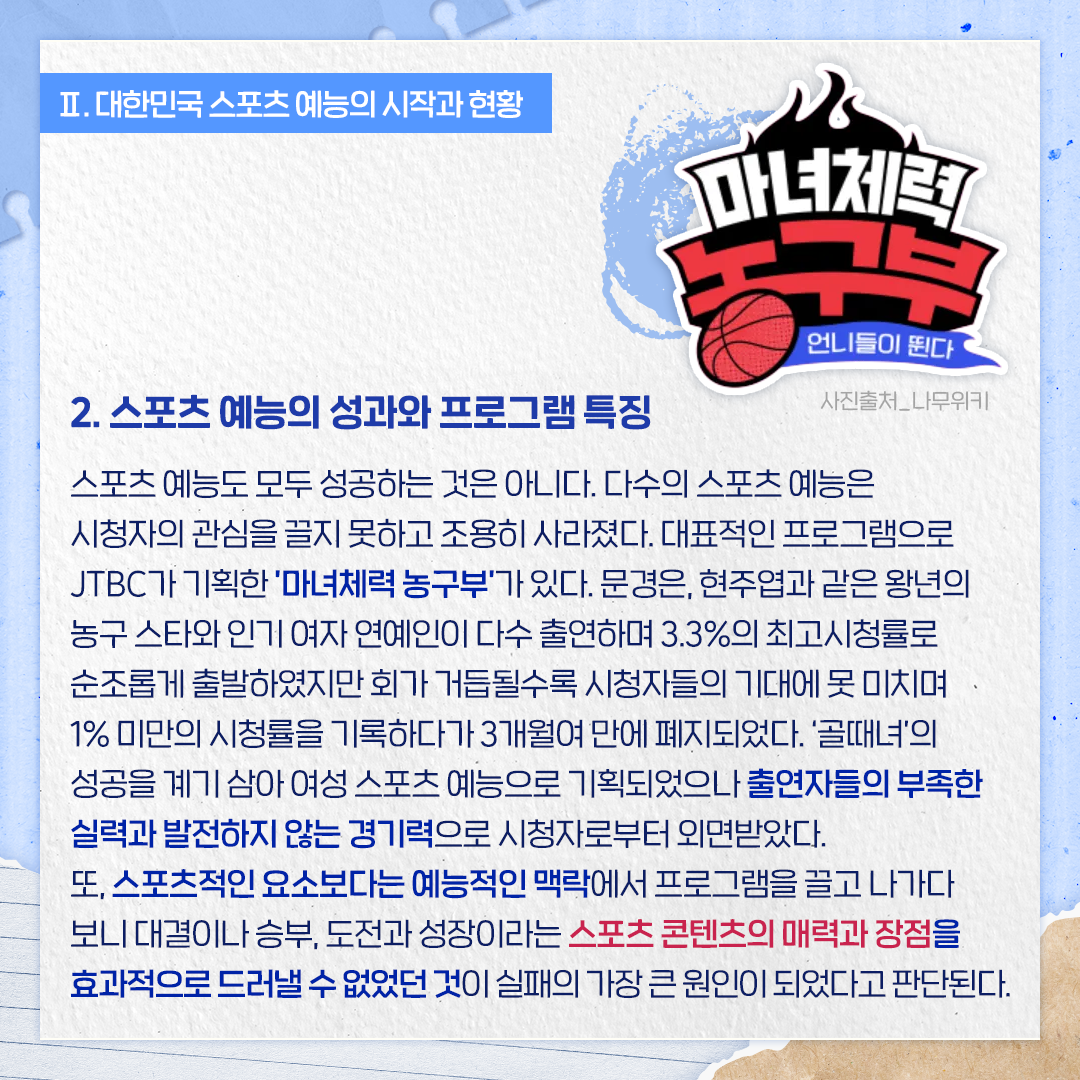 Ⅱ. 대한민국 스포츠 예능의 시작과 현황
마녀체력
농구부
언니들이 뛴다
사진출처_나무위키
2. 스포츠 예능의 성과와 프로그램 특징
스포츠 예능도 모두 성공하는 것은 아니다. 다수의 스포츠 예능은
시청자의 관심을 끌지 못하고 조용히 사라졌다. 대표적인 프로그램으로
JTBC가 기획한 '마녀체력 농구부'가 있다. 문경은, 현주엽과 같은 왕년의
농구 스타와 인기 여자 연예인이 다수 출연하며 3.3%의 최고시청률로
순조롭게 출발하였지만 회가 거듭될수록 시청자들의 기대에 못 미치며
1% 미만의 시청률을 기록하다가 3개월여 만에 폐지되었다. ‘골때녀’의
성공을 계기 삼아 여성 스포츠 예능으로 기획되었으나 출연자들의 부족한
실력과 발전하지 않는 경기력으로 시청자로부터 외면받았다.
또, 스포츠적인 요소보다는 예능적인 맥락에서 프로그램을 끌고 나가다
보니 대결이나 승부, 도전과 성장이라는 스포츠 콘텐츠의 매력과 장점을
효과적으로 드러낼 수 없었던 것이 실패의 가장 큰 원인이 되었다고 판단된다.